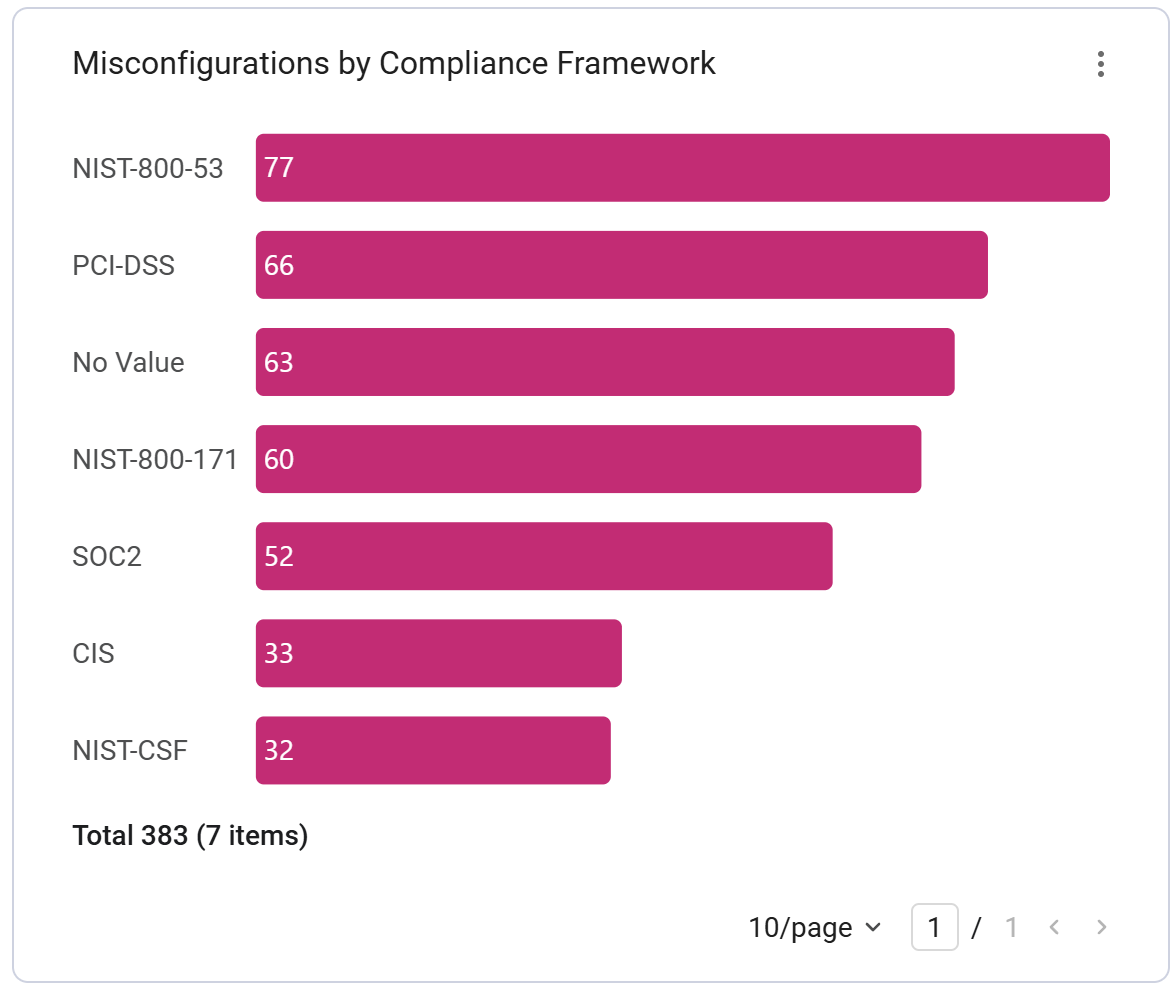 Misconfigurations by Compliance Framework
NIST-800-53 77
PCI-DSS 66
No Value 63
NIST-800-171 60
SOC2 52
CIS 33
NIST-CSF 32
Total 383 (7 items)
10/page 1 / 1